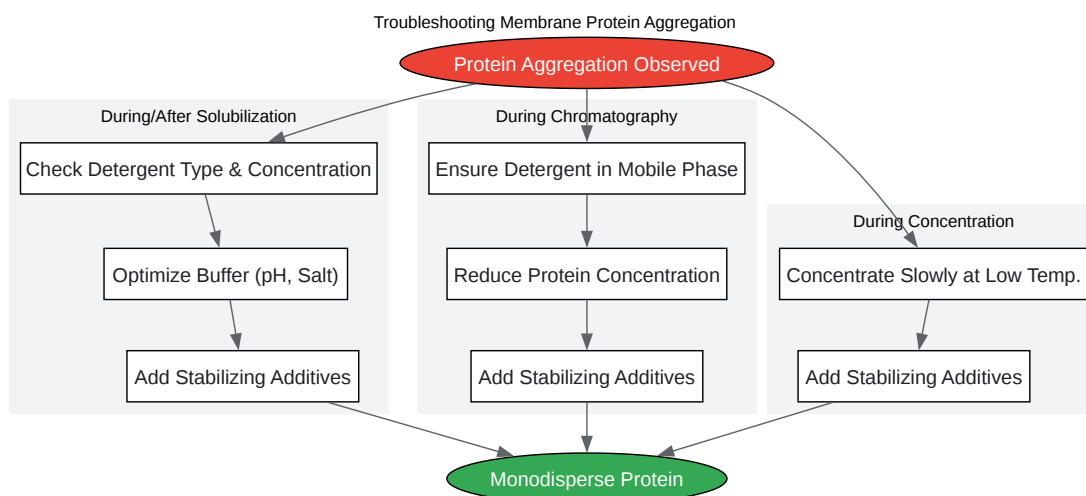 Troubleshooting Membrane Protein Aggregation
Protein Aggregation Observed
During/After Solubilization
Check Detergent Type & Concentration
Optimize Buffer (pH, Salt)
Add Stabilizing Additives
During Chromatography
Ensure Detergent in Mobile Phase
Reduce Protein Concentration
Add Stabilizing Additives
During Concentration
Concentrate Slowly at Low Temp.
Add Stabilizing Additives
Monodisperse Protein